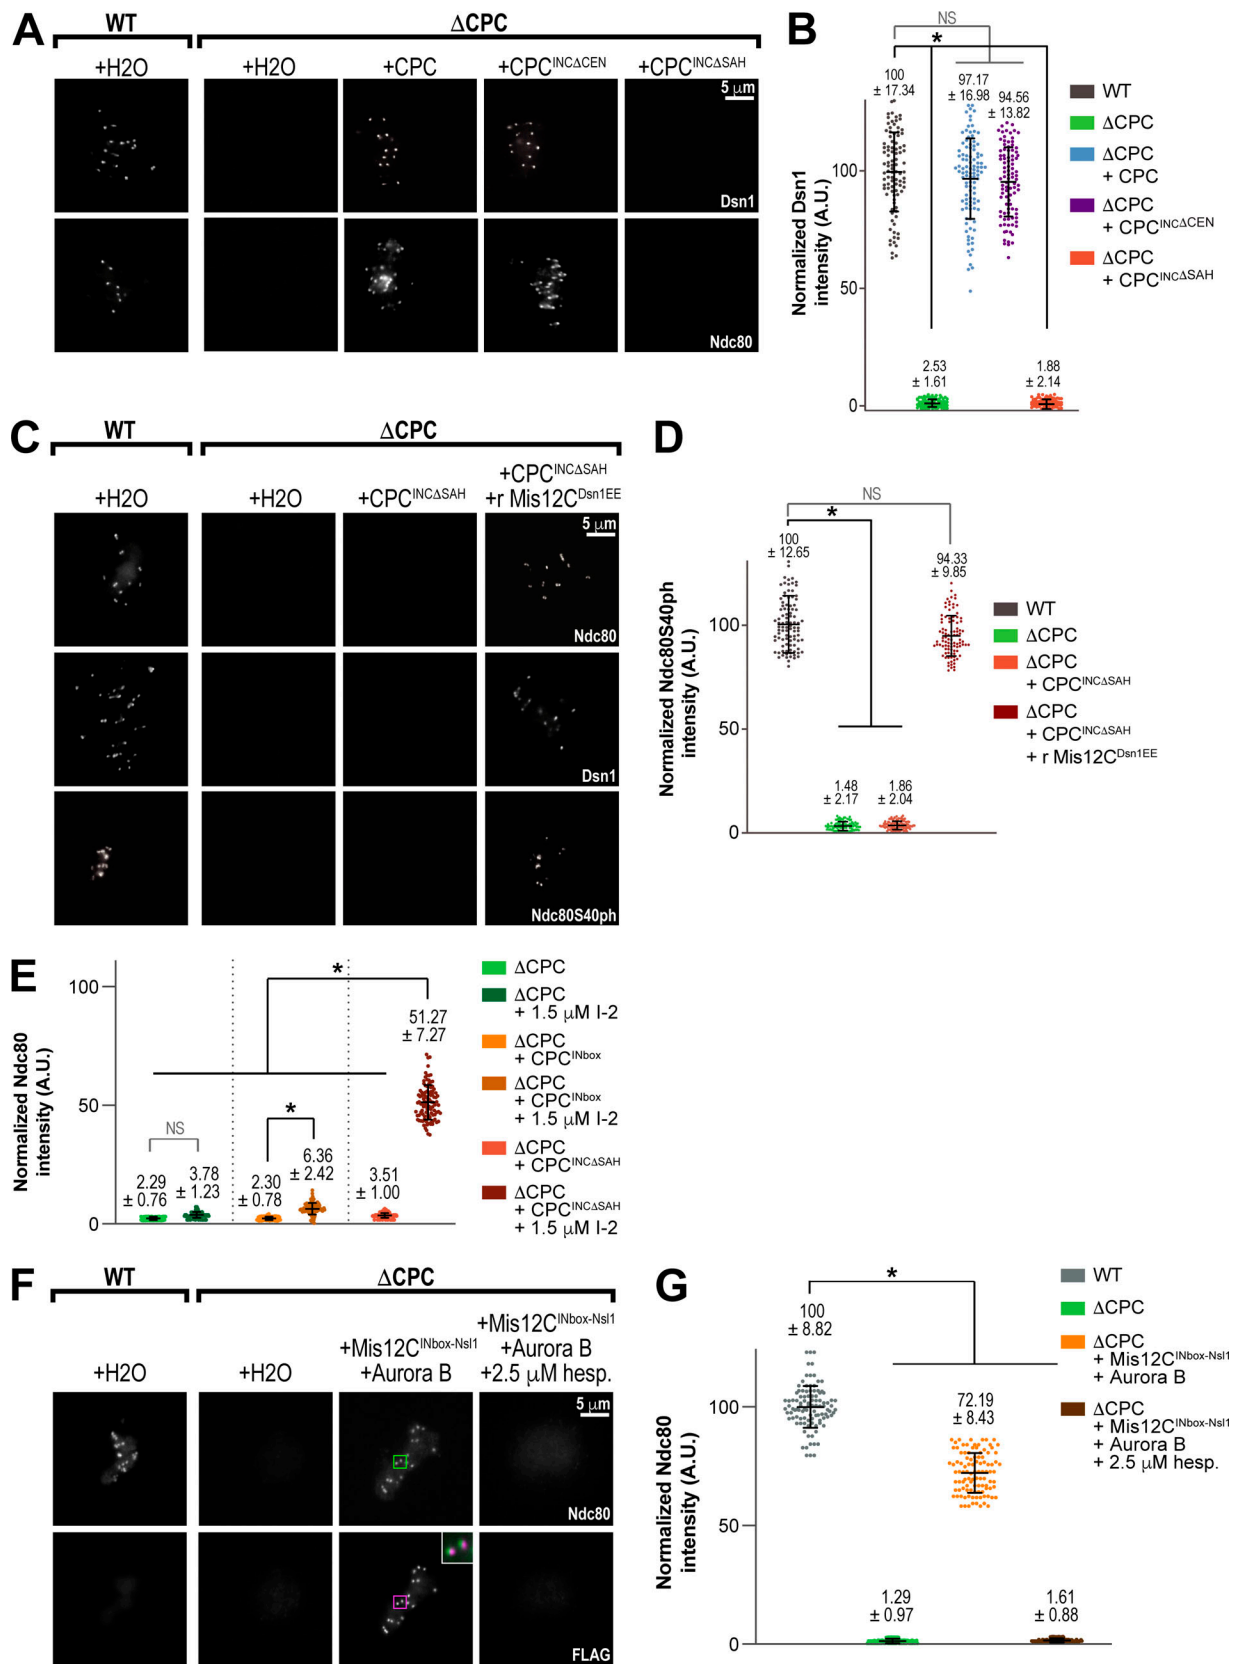 A
WT
ΔCPC
+H2O
+H2O
+CPC
+CPC^INCΔCEN
+CPC^INCΔSAH
5 µm
Dsn1
Ndc80
B
NS
*
100
± 17.34
97.17
± 16.98
94.56
± 13.82
2.53
± 1.61
1.88
± 2.14
Normalized Dsn1
intensity (A.U.)
100
50
0
WT
ΔCPC
ΔCPC
+ CPC
ΔCPC
+ CPC^INCΔCEN
ΔCPC
+ CPC^INCΔSAH
C
WT
ΔCPC
+H2O
+H2O
+CPC^INCΔSAH
+CPC^INCΔSAH
+r Mis12C^Dsn1EE
5 µm
Ndc80
Dsn1
Ndc80S40ph
D
NS
*
100
± 12.65
94.33
± 9.85
1.48
± 2.17
1.86
± 2.04
Normalized Ndc80S40ph
intensity (A.U.)
100
50
0
WT
ΔCPC
ΔCPC
+ CPC^INCΔSAH
ΔCPC
+ CPC^INCΔSAH
+ r Mis12C^Dsn1EE
E
Normalized Ndc80
intensity (A.U.)
100
50
0
*
NS
*
2.29
± 0.76
3.78
± 1.23
2.30
± 0.78
6.36
± 2.42
3.51
± 1.00
51.27
± 7.27
ΔCPC
ΔCPC
+ 1.5 µM I-2
ΔCPC
+ CPC^INbox
ΔCPC
+ CPC^INbox
+ 1.5 µM I-2
ΔCPC
+ CPC^INCΔSAH
ΔCPC
+ CPC^INCΔSAH
+ 1.5 µM I-2
F
WT
ΔCPC
+H2O
+H2O
+Mis12C^INbox-Nsl1
+Aurora B
+Mis12C^INbox-Nsl1
+Aurora B
+2.5 µM hesp.
5 µm
Ndc80
FLAG
G
*
100
± 8.82
72.19
± 8.43
1.29
± 0.97
1.61
± 0.88
Normalized Ndc80
intensity (A.U.)
100
50
0
WT
ΔCPC
ΔCPC
+ Mis12C^INbox-Nsl1
+ Aurora B
ΔCPC
+ Mis12C^INbox-Nsl1
+ Aurora B
+ 2.5 µM hesp.